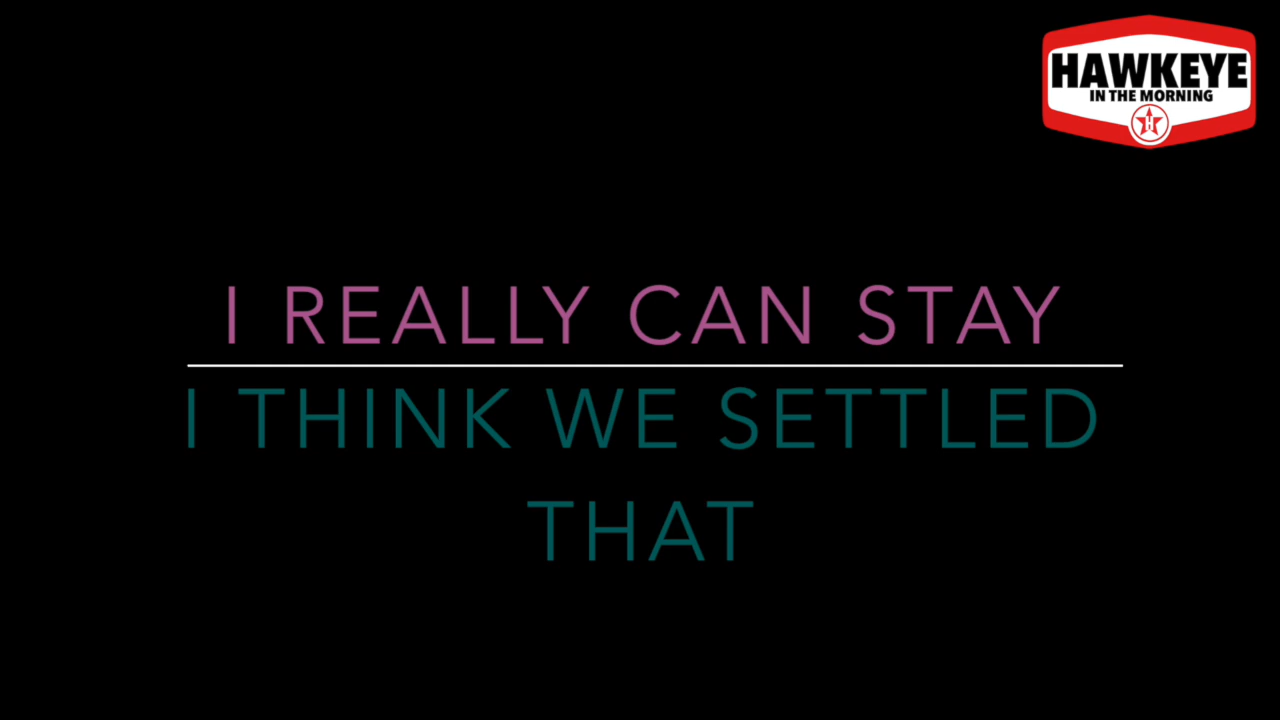 HAWKEYE
IN THE MORNING
H
I REALLY CAN STAY
I THINK WE SETTLED
THAT